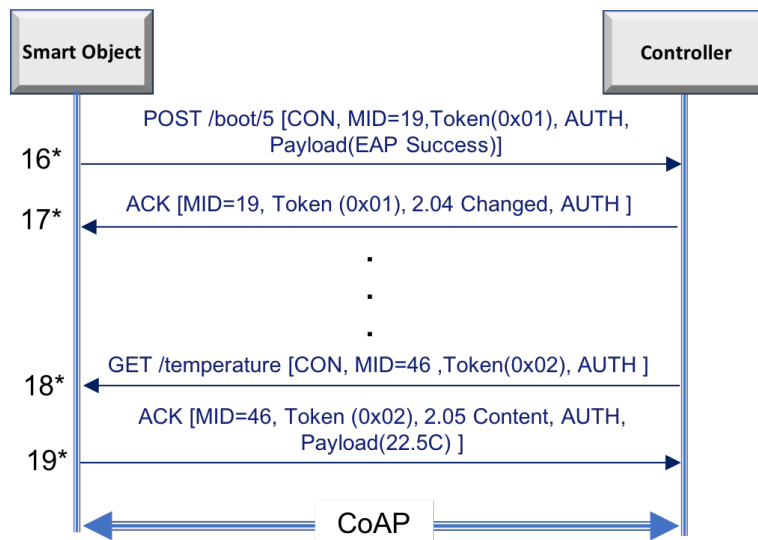 Smart Object
Controller
POST /boot/5 [CON, MID=19,Token(0x01), AUTH,
Payload(EAP Success)]
16*
ACK [MID=19, Token (0x01), 2.04 Changed, AUTH ]
17*
.
.
.
GET /temperature [CON, MID=46 ,Token(0x02), AUTH ]
18*
ACK [MID=46, Token (0x02), 2.05 Content, AUTH,
Payload(22.5C) ]
19*
CoAP